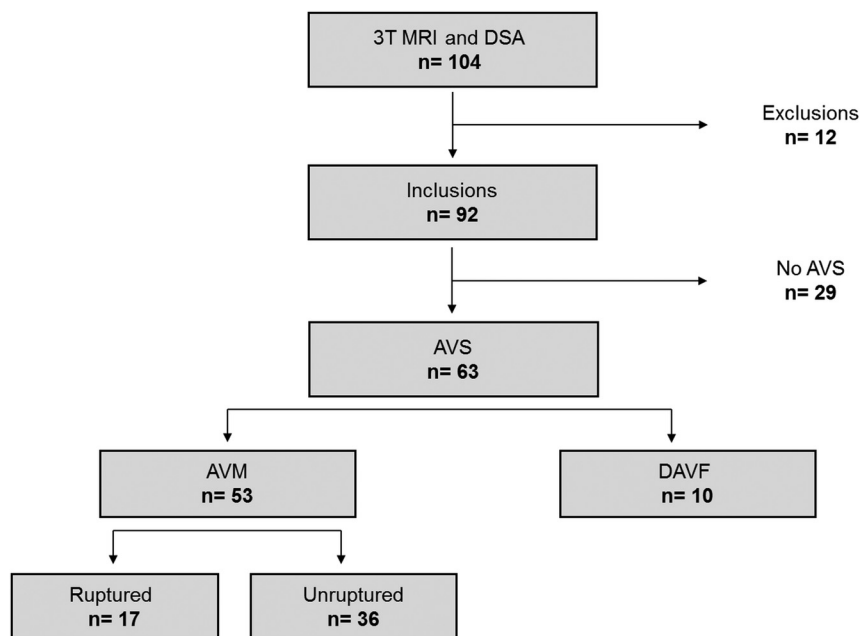 3T MRI and DSA
n= 104
Exclusions
n= 12
Inclusions
n= 92
No AVS
n= 29
AVS
n= 63
AVM
n= 53
DAVF
n= 10
Ruptured
n= 17
Unruptured
n= 36